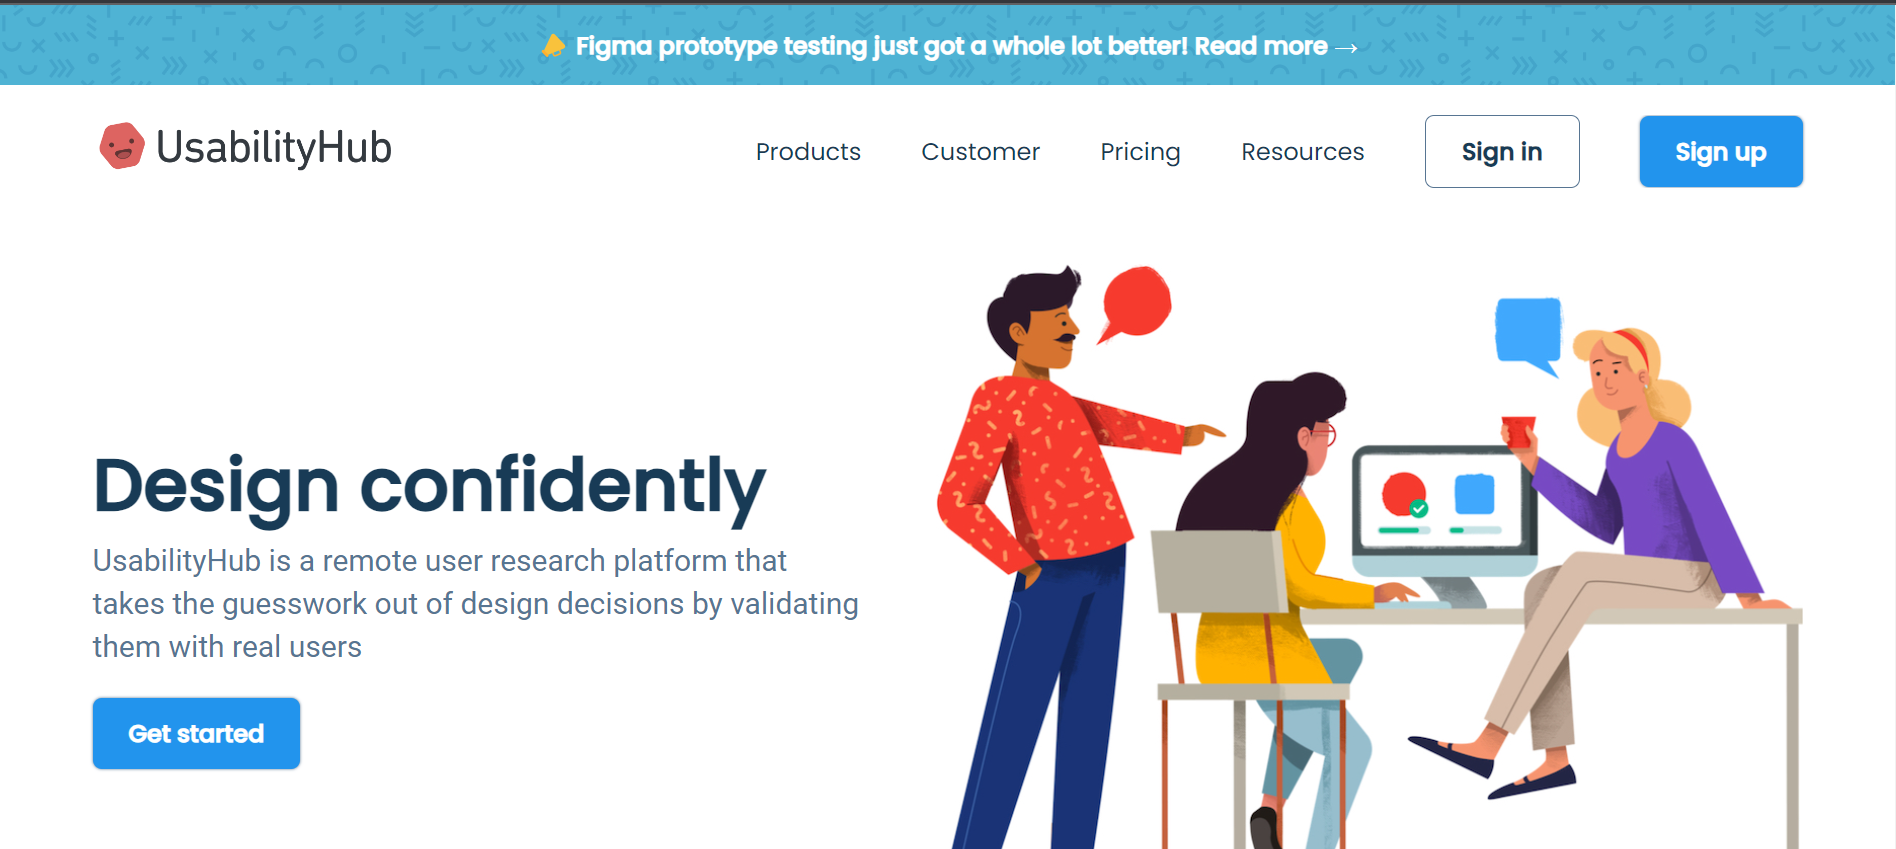 Figma prototype testing just got a whole lot better! Read more →
UsabilityHub
Products
Customer
Pricing
Resources
Sign in
Sign up
Design confidently
UsabilityHub is a remote user research platform that
takes the guesswork out of design decisions by validating
them with real users
Get started